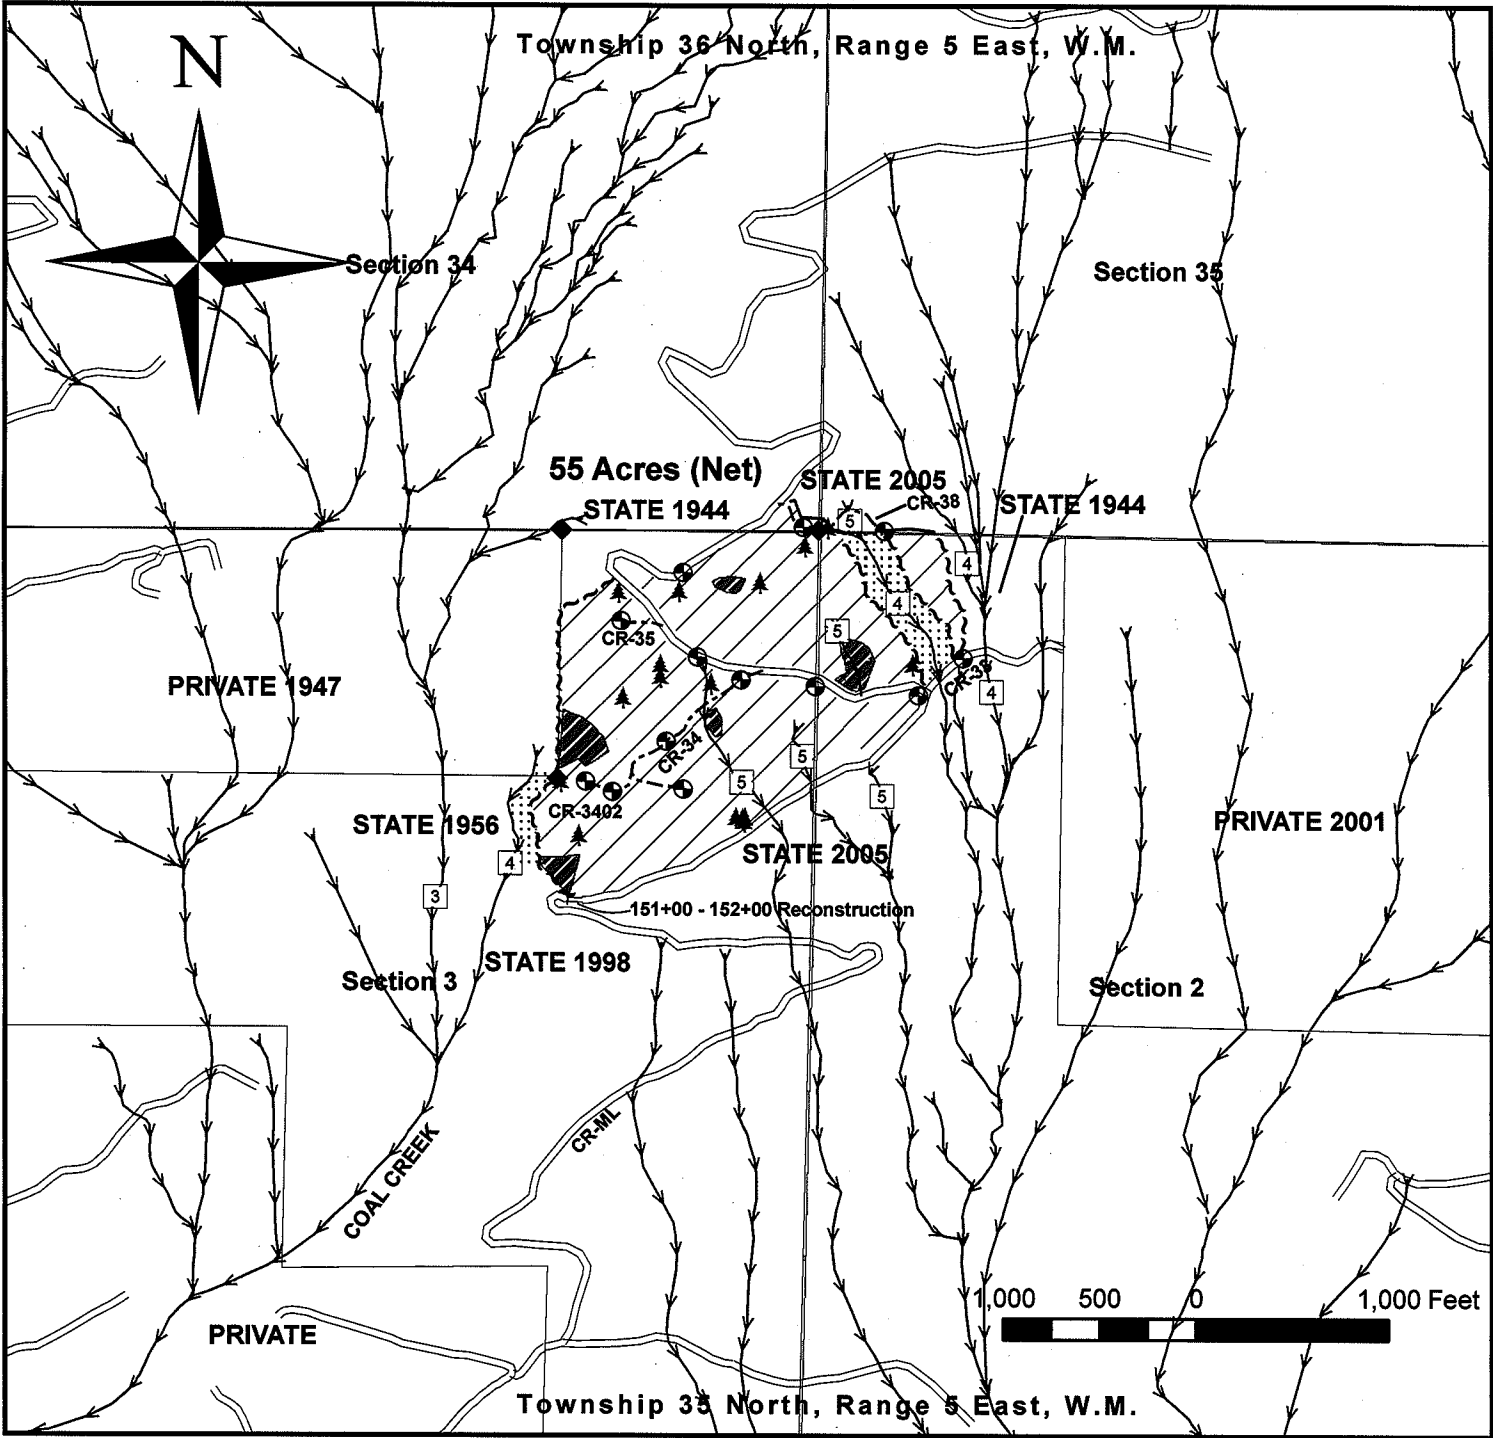 Township 36 North, Range 5 East, W.M.
N
Section 34
Section 35
55 Acres (Net)
STATE 2005
STATE 1944
CR-38
STATE 1944
5
4
4
5
CR-35
CR-38
PRIVATE 1947
4
CR-34
5
5
5
CR-3402
STATE 1956
PRIVATE 2001
STATE 2005
4
3
151+00 - 152+00 Reconstruction
STATE 1998
Section 3
Section 2
CR-ML
COAL CREEK
1,000 500 0 1,000 Feet
PRIVATE
Township 35 North, Range 5 East, W.M.